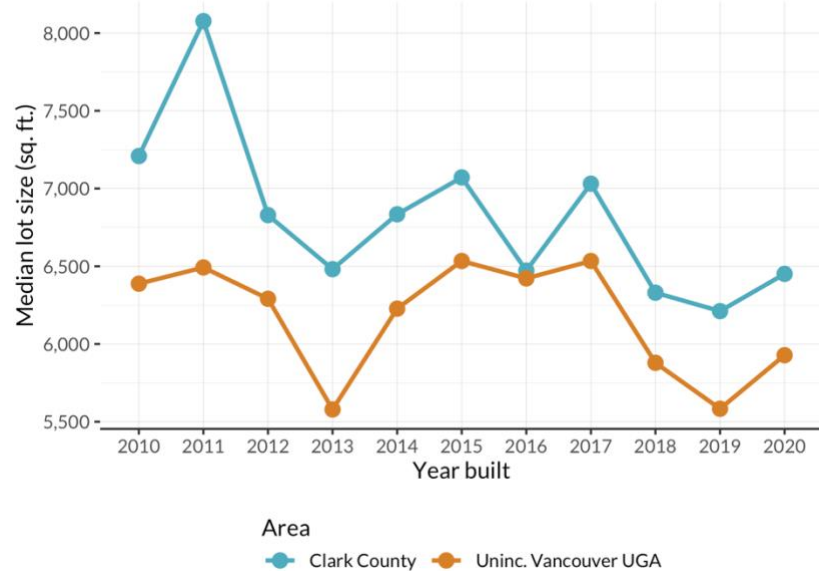 Median lot size (sq. ft.)
8,000
7,500
7,000
6,500
6,000
5,500
2010 2011 2012 2013 2014 2015 2016 2017 2018 2019 2020
Year built
Area
Clark County Uninc. Vancouver UGA